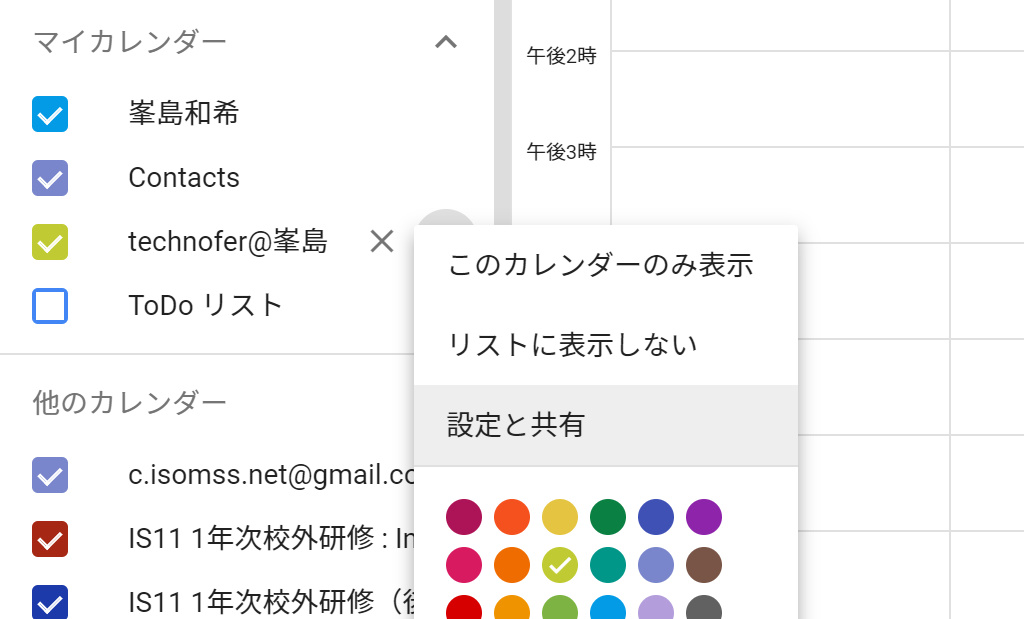 マイカレンダー
峯島和希
Contacts
technofer@峯島
ToDo リスト
他のカレンダー
c.isomss.net@gmail.co
IS11 1年次校外研修 : In
IS11 1年次校外研修（後
午後2時
午後3時
このカレンダーのみ表示
リストに表示しない
設定と共有